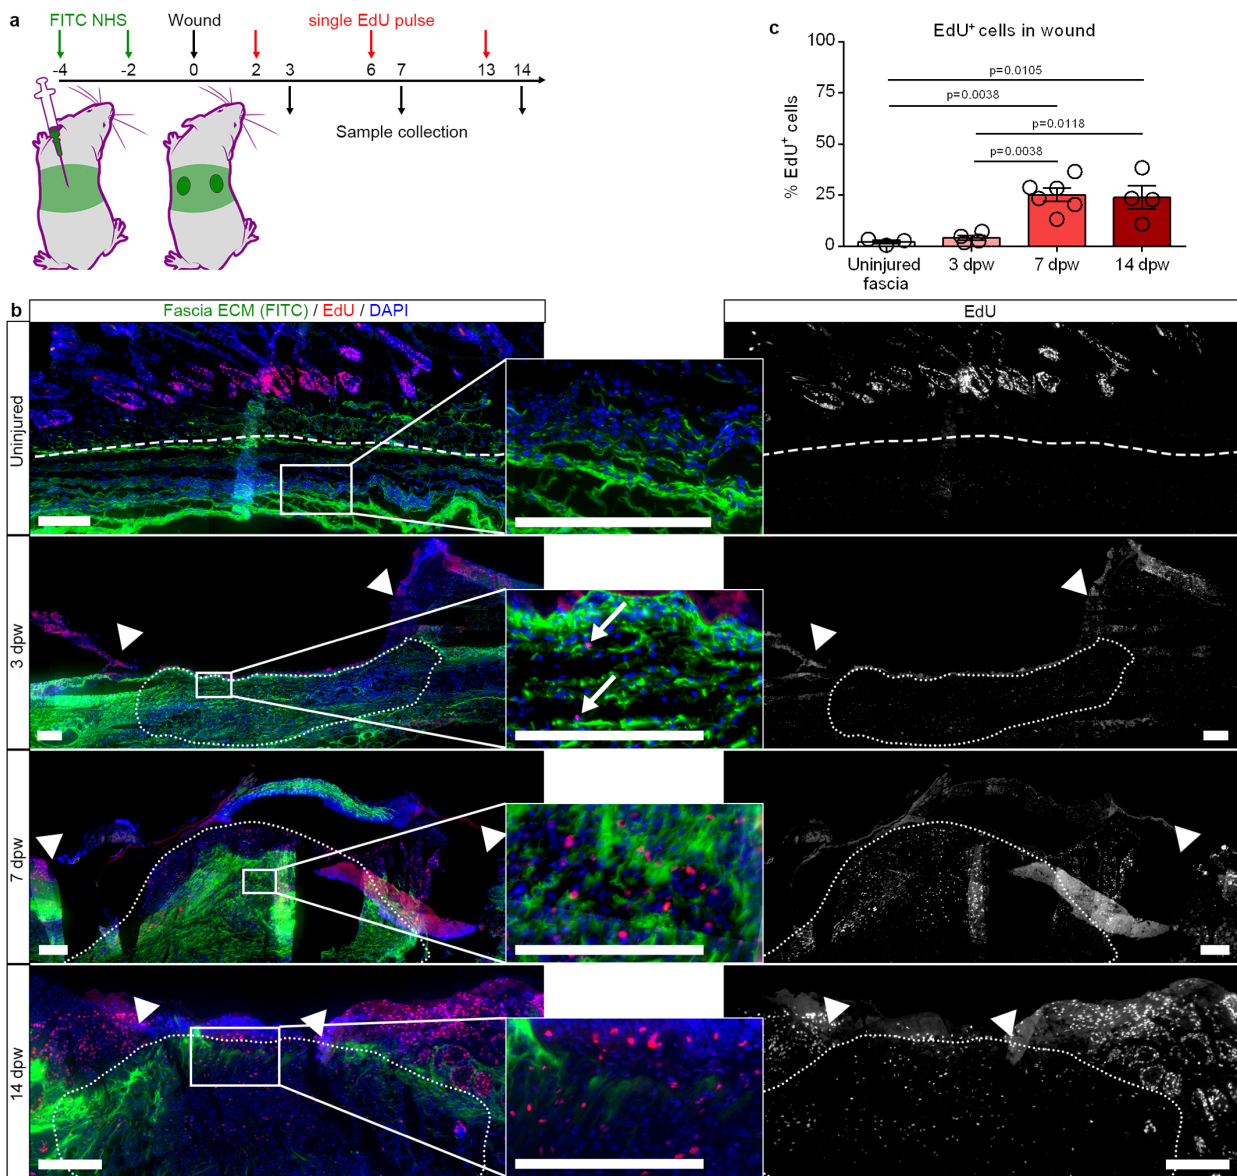 a
FITC NHS
Wound
single EdU pulse
-4 -2 0 2 3 6 7 13 14
Sample collection
c
EdU⁺ cells in wound
% EdU⁺ cells
100
75
50
25
0
p=0.0105
p=0.0038
p=0.0118
p=0.0038
Uninjured fascia
3 dpw
7 dpw
14 dpw
b
Fascia ECM (FITC) / EdU / DAPI
EdU
Uninjured
3 dpw
7 dpw
14 dpw